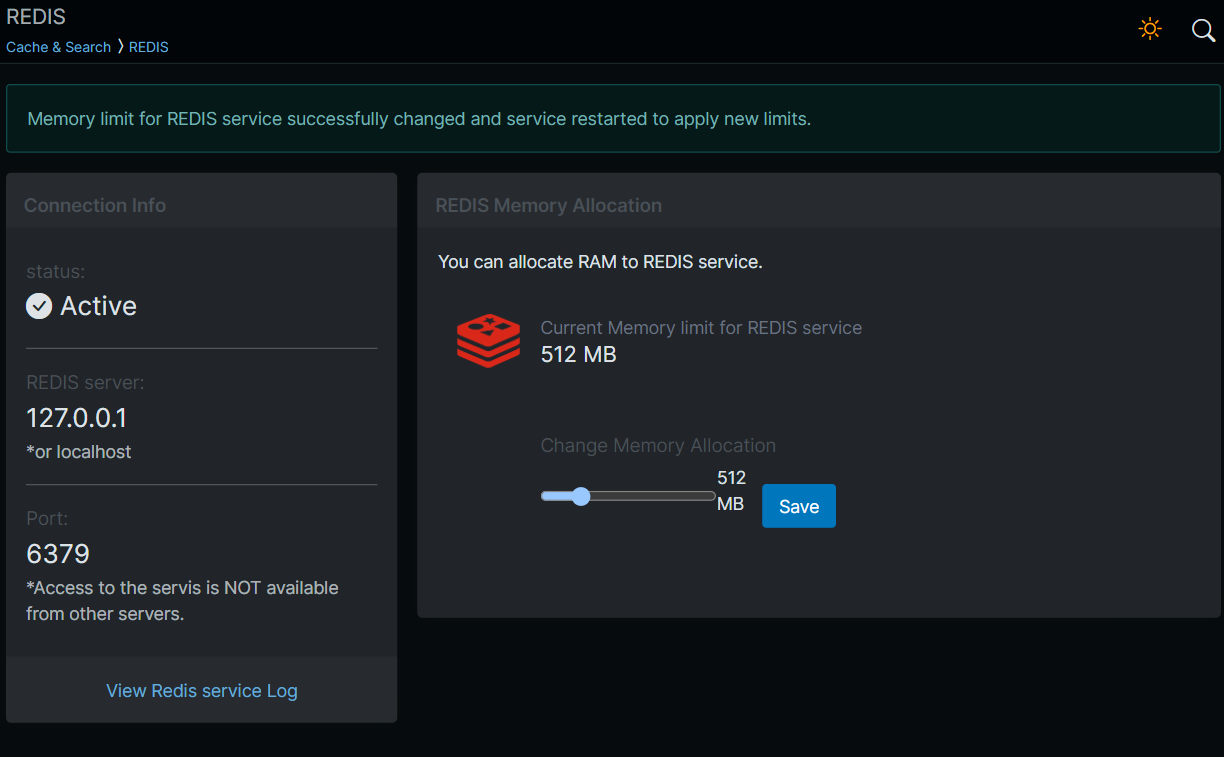 REDIS
Cache & Search ❭ REDIS
Memory limit for REDIS service successfully changed and service restarted to apply new limits.
Connection Info
status:
Active
REDIS server:
127.0.0.1
*or localhost
Port:
6379
*Access to the servis is NOT available
from other servers.
View Redis service Log
REDIS Memory Allocation
You can allocate RAM to REDIS service.
Current Memory limit for REDIS service
512 MB
Change Memory Allocation
512
MB
Save